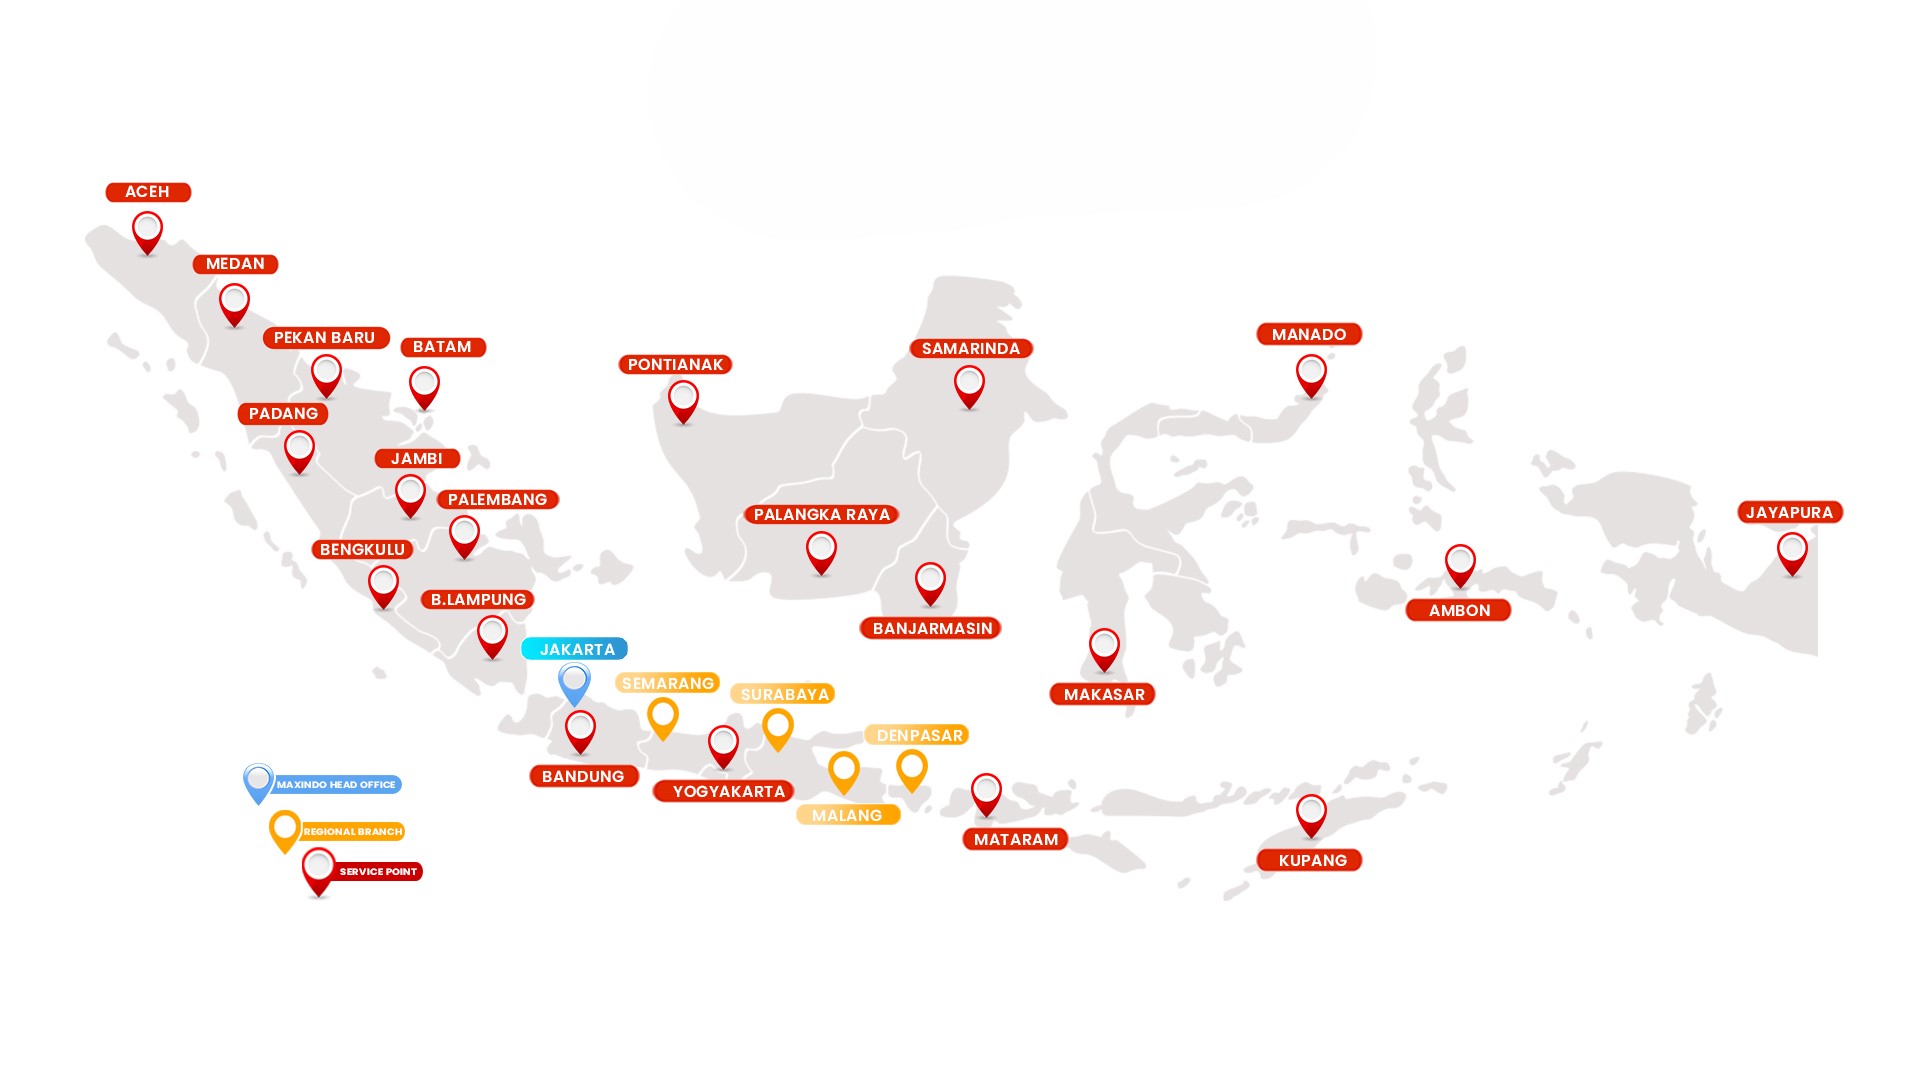 ACEH
MEDAN
PEKAN BARU
BATAM
PADANG
JAMBI
PALEMBANG
BENGKULU
B.LAMPUNG
PONTIANAK
SAMARINDA
PALANGKA RAYA
BANJARMASIN
MANADO
MAKASAR
AMBON
JAYAPURA
JAKARTA
SEMARANG
SURABAYA
DENPASAR
BANDUNG
YOGYAKARTA
MALANG
MATARAM
KUPANG
MAXINDO HEAD OFFICE
REGIONAL BRANCH
SERVICE POINT